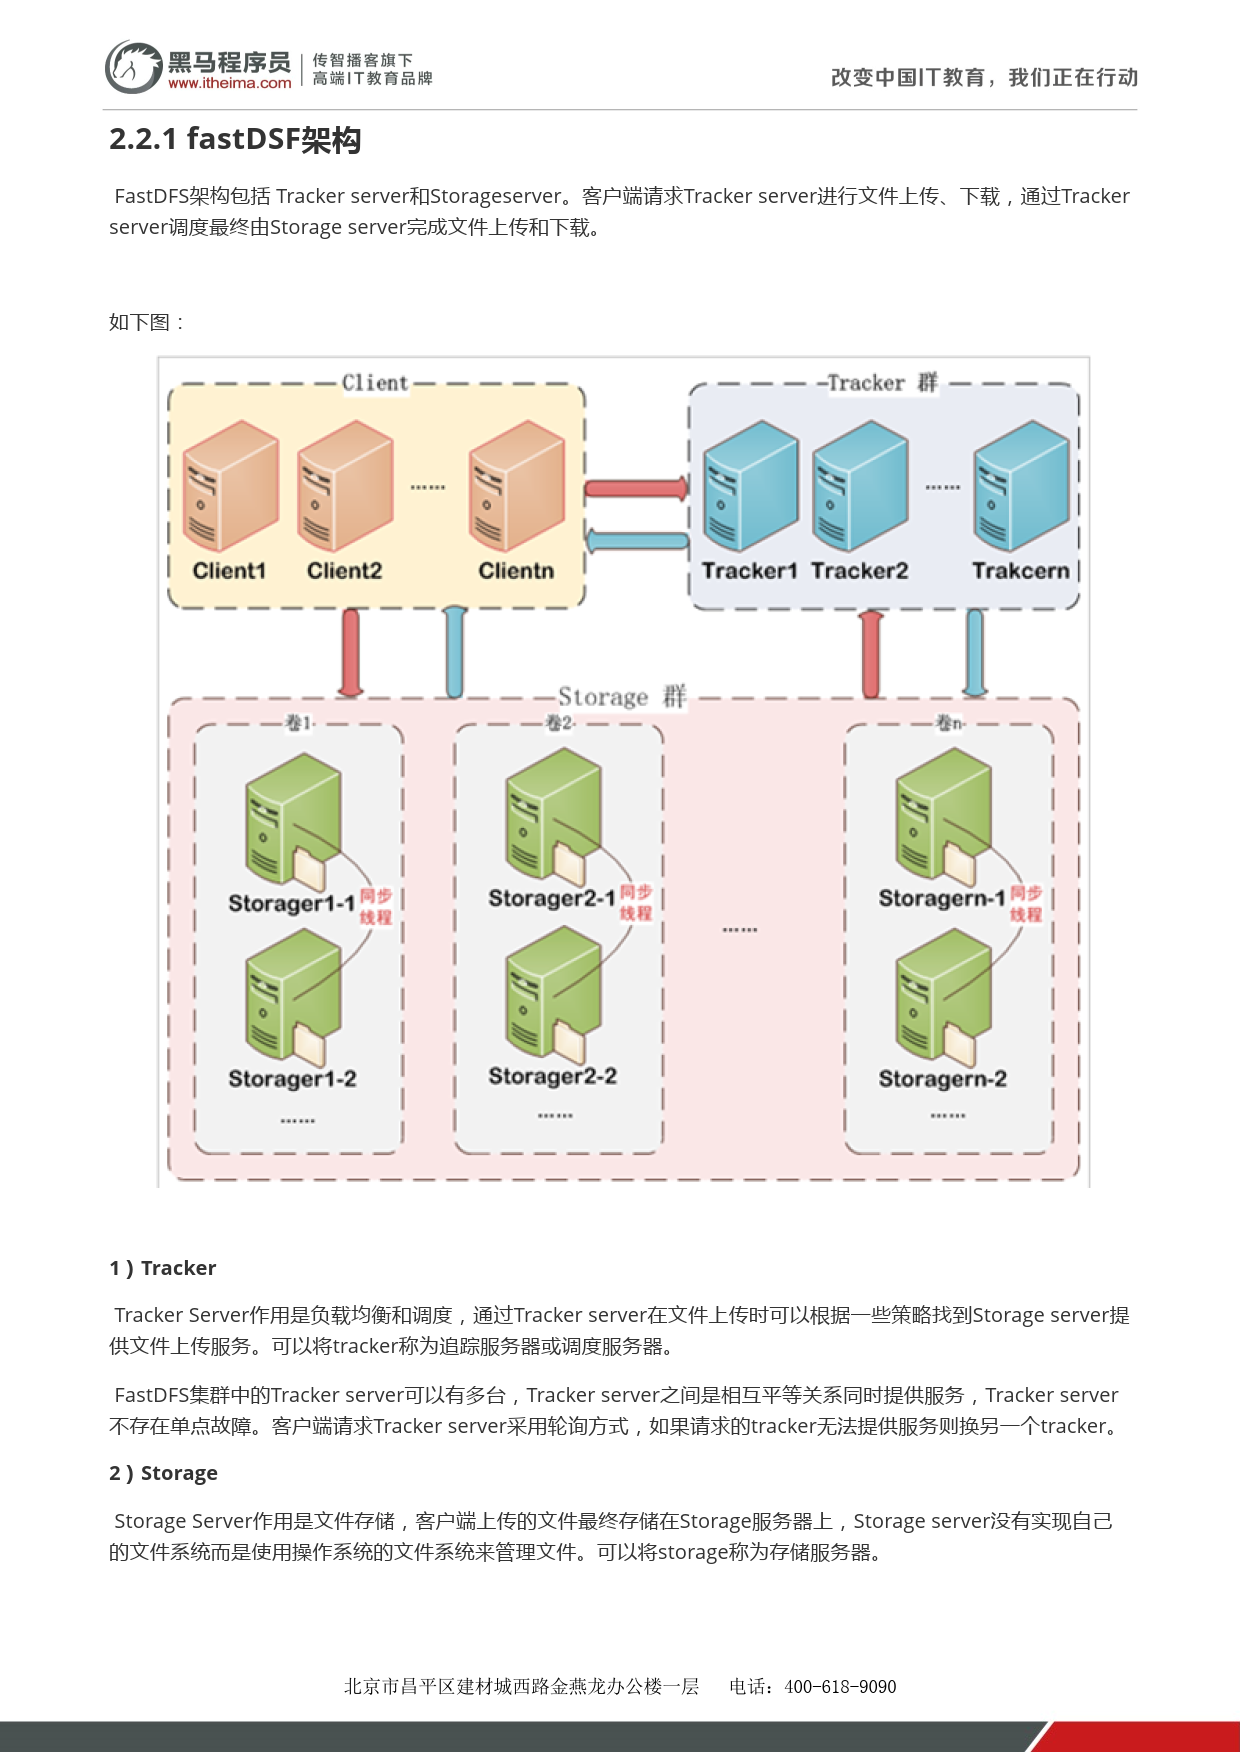 黑马程序员
www.itheima.com
传智播客旗下
高端IT教育品牌
改变中国IT教育，我们正在行动
2.2.1 fastDSF架构
FastDFS架构包括 Tracker server和Storageserver。客户端请求Tracker server进行文件上传、下载，通过Tracker
server调度最终由Storage server完成文件上传和下载。
如下图：
Client
Tracker 群
Client1 Client2 …… Clientn
Tracker1 Tracker2 …… Trakcern
Storage 群
卷1 卷2 卷n
Storager1-1 同步
线程
Storager2-1 同步
线程
Storagern-1 同步
线程
……
Storager1-2 Storager2-2 Storagern-2
…… …… ……
1）Tracker
Tracker Server作用是负载均衡和调度，通过Tracker server在文件上传时可以根据一些策略找到Storage server提
供文件上传服务。可以将tracker称为追踪服务器或调度服务器。
FastDFS集群中的Tracker server可以有多台，Tracker server之间是相互平等关系同时提供服务，Tracker server
不存在单点故障。客户端请求Tracker server采用轮询方式，如果请求的tracker无法提供服务则换另一个tracker。
2）Storage
Storage Server作用是文件存储，客户端上传的文件最终存储在Storage服务器上，Storage server没有实现自己
的文件系统而是使用操作系统的文件系统来管理文件。可以将storage称为存储服务器。
北京市昌平区建材城西路金燕龙办公楼一层 电话：400-618-9090